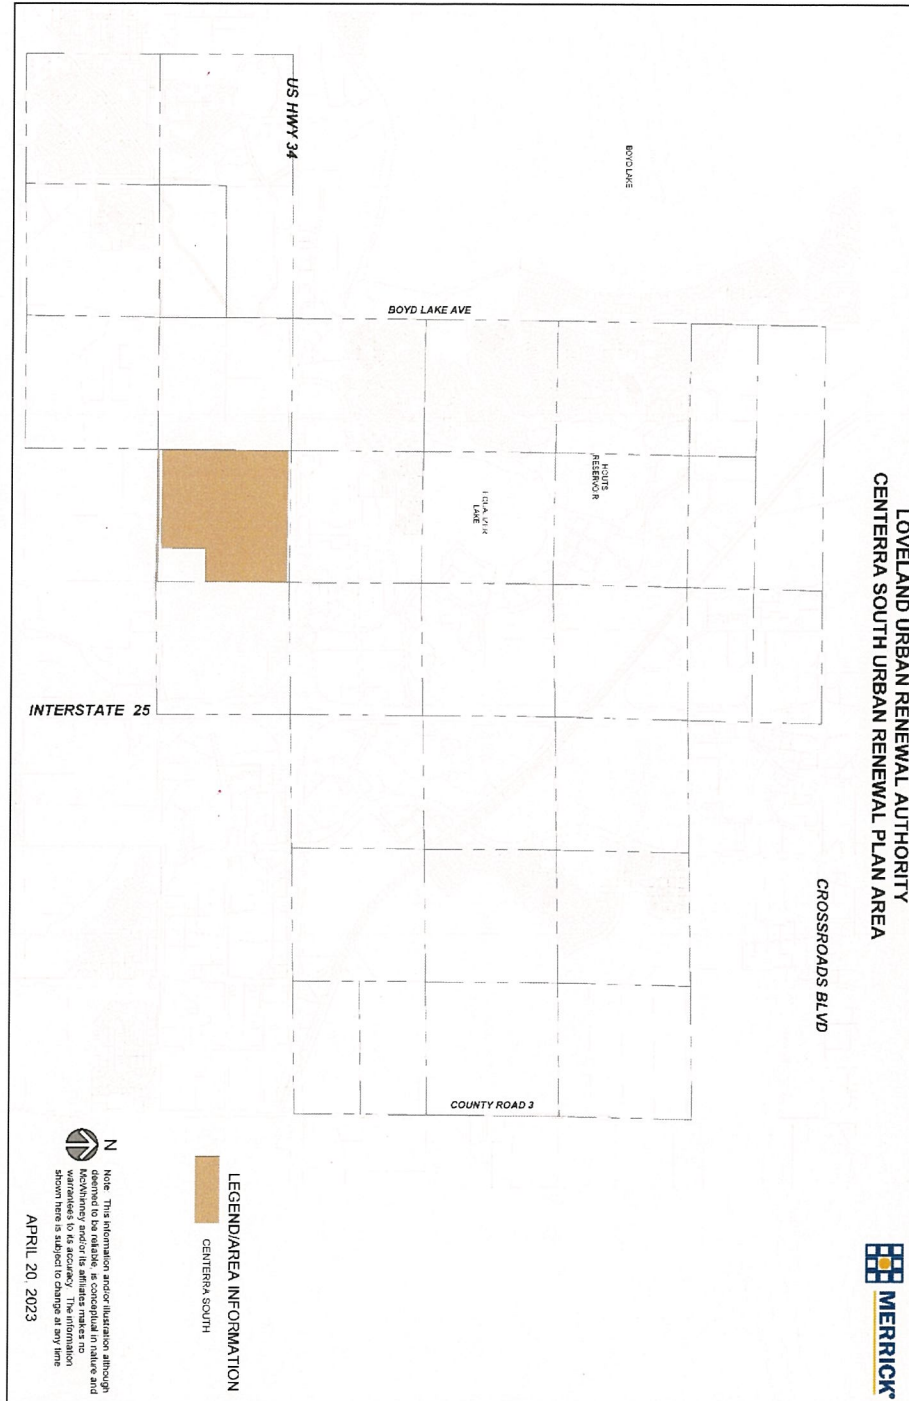 LOVELAND URBAN RENEWAL AUTHORITY
CENTERRA SOUTH URBAN RENEWAL PLAN AREA
MERRICK®
CROSSROADS BLVD
BOYD LAKE
HOUTS
RESERVOIR
LAKE
BOYD LAKE AVE
COUNTY ROAD 3
US HWY 34
INTERSTATE 25
LEGEND/AREA INFORMATION
CENTERRA SOUTH
N
Note: This information and/or illustration although
deemed to be reliable, is conceptual in nature and
McWhinney and/or its affiliates makes no
warrantees to its accuracy. The information
shown here is subject to change at any time
APRIL 20, 2023